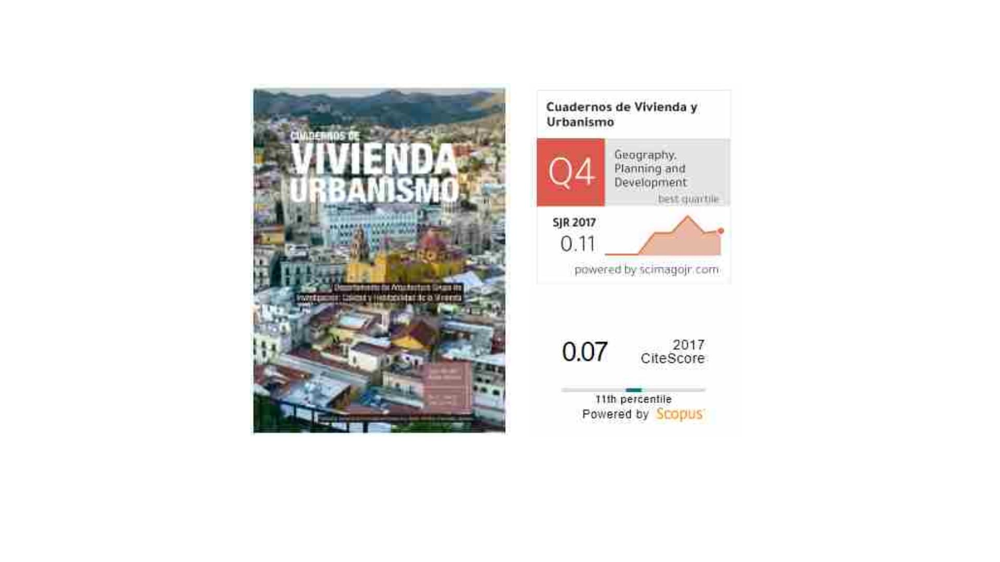 CUADERNOS DE
VIVIENDA
URBANISMO
Departamento de Arquitectura Grupo de
Investigación: Calidad y Habitabilidad de la Vivienda
Cuadernos de Vivienda y
Urbanismo
Q4
Geography,
Planning and
Development
best quartile
SJR 2017
0.11
powered by scimagojr.com
0.07
2017
CiteScore
11th percentile
Powered by Scopus